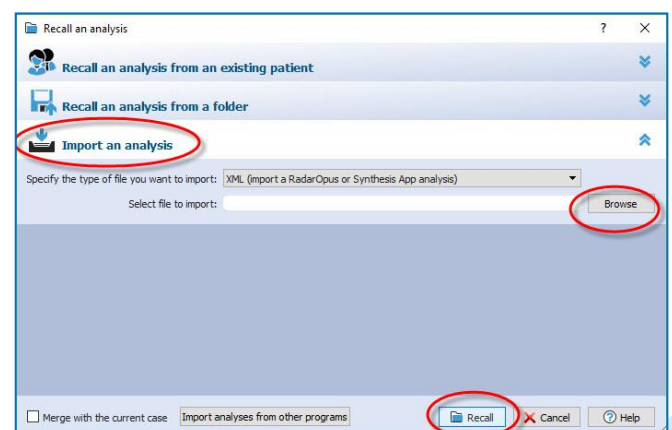 Recall an analysis
?
Recall an analysis from an existing patient
Recall an analysis from a folder
Import an analysis
Specify the type of file you want to import: XML (import a RadarOpus or Synthesis App analysis)
Select file to import: Browse
Merge with the current case Import analyses from other programs Recall Cancel ? Help